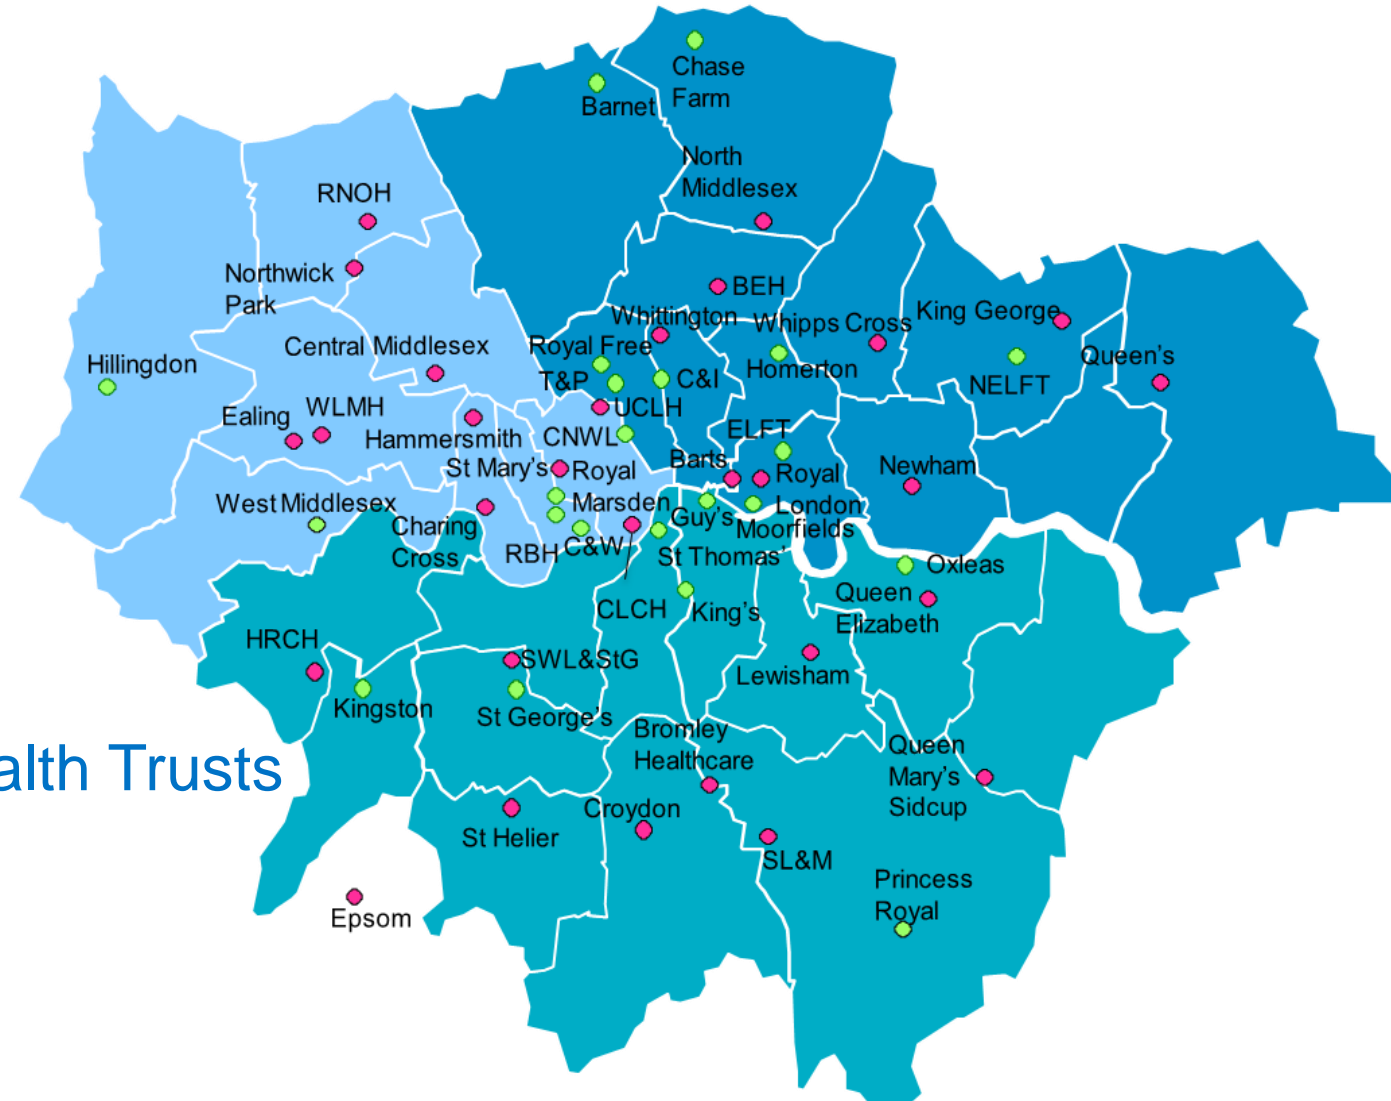 Chase
Farm
Barnet
North
Middlesex
RNOH
Northwick
Park
BEH
Whittington
Whipps Cross
King George
Central Middlesex
Royal Free
Queen's
Hillingdon
T&P
C&I
Homerton
NELFT
Ealing
WLMH
UCLH
Hammersmith
CNWL
ELFT
St Mary's
Royal
Marsden
Barts
Royal
London
Newham
West Middlesex
Charing
Cross
RBH
C&W
Guy's
Moorfields
St Thomas'
Oxleas
CLCH
King's
Queen
Elizabeth
HRCH
SWL&StG
Lewisham
Kingston
St George's
Bromley
Healthcare
Queen
Mary's
Sidcup
alth Trusts
St Helier
Croydon
SL&M
Princess
Royal
Epsom